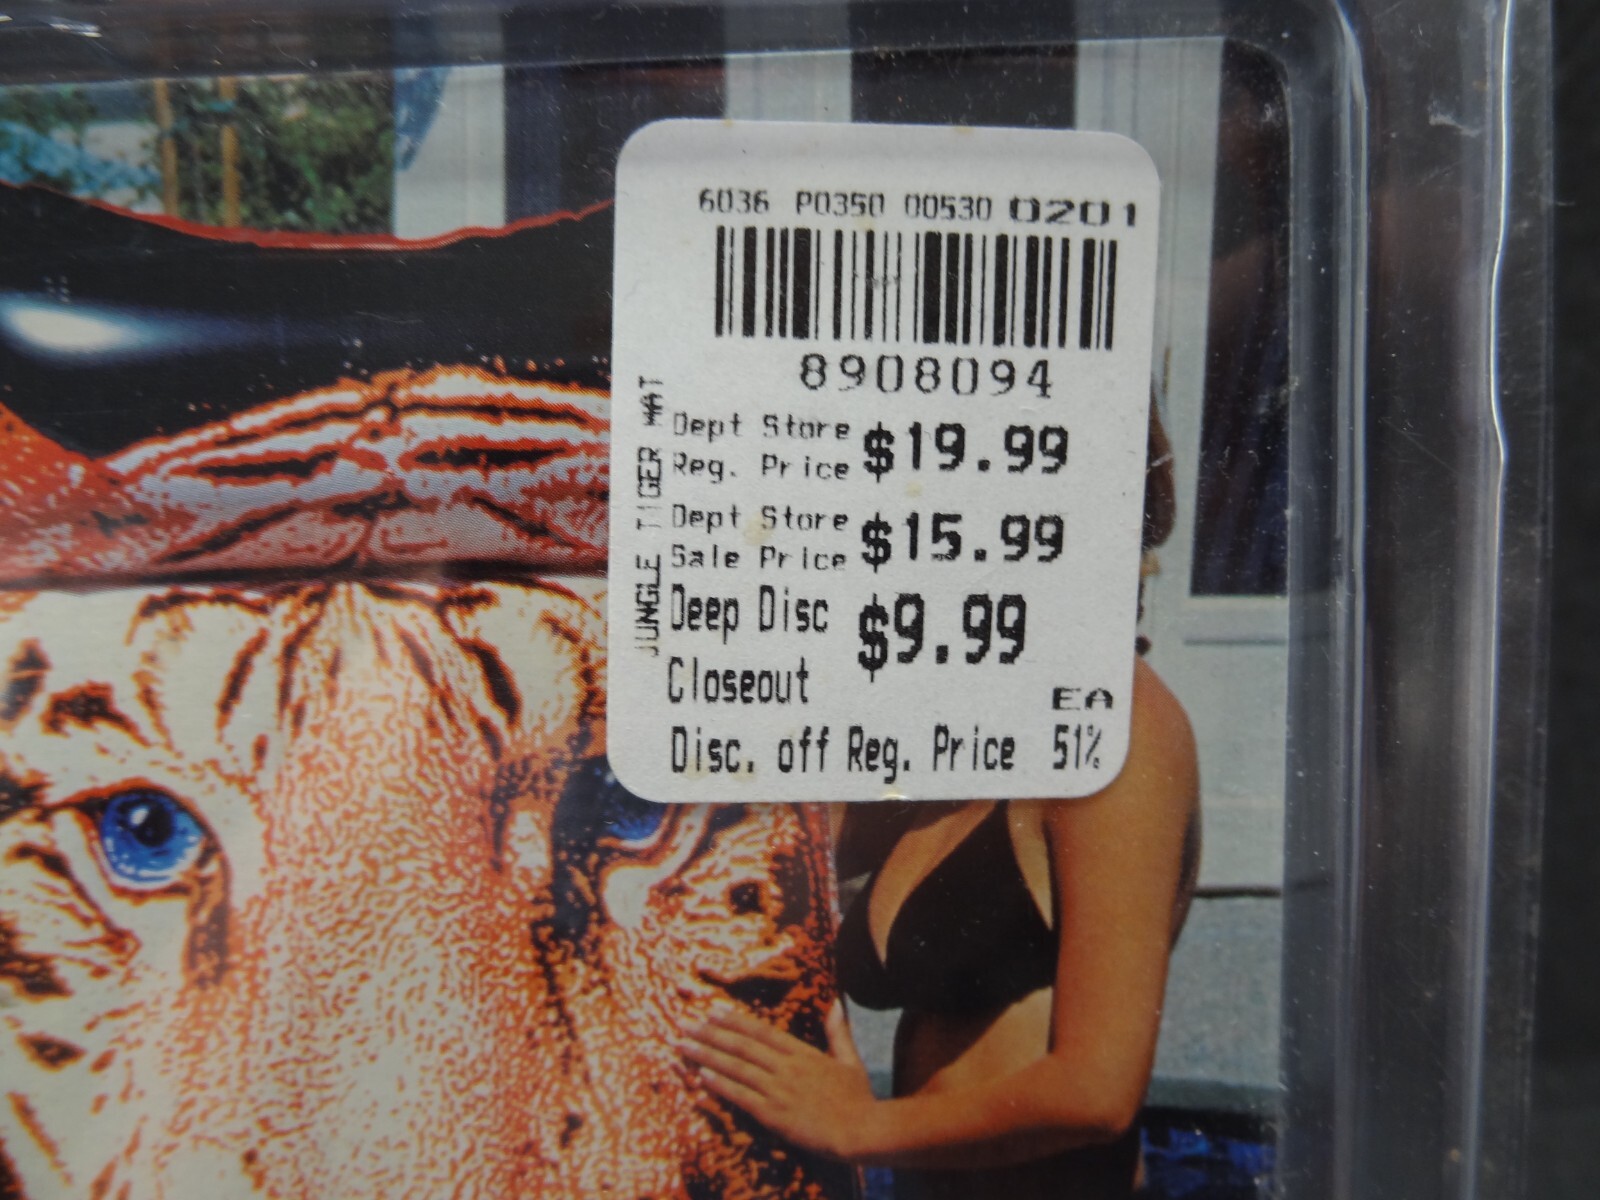 6036 P0350 00530 0201
8908094
JUNGLE TIGER MAT
Dept Store
Reg. Price $19.99
Dept Store
Sale Price $15.99
Deep Disc
Closeout $9.99
EA
Disc. off Reg. Price 51%